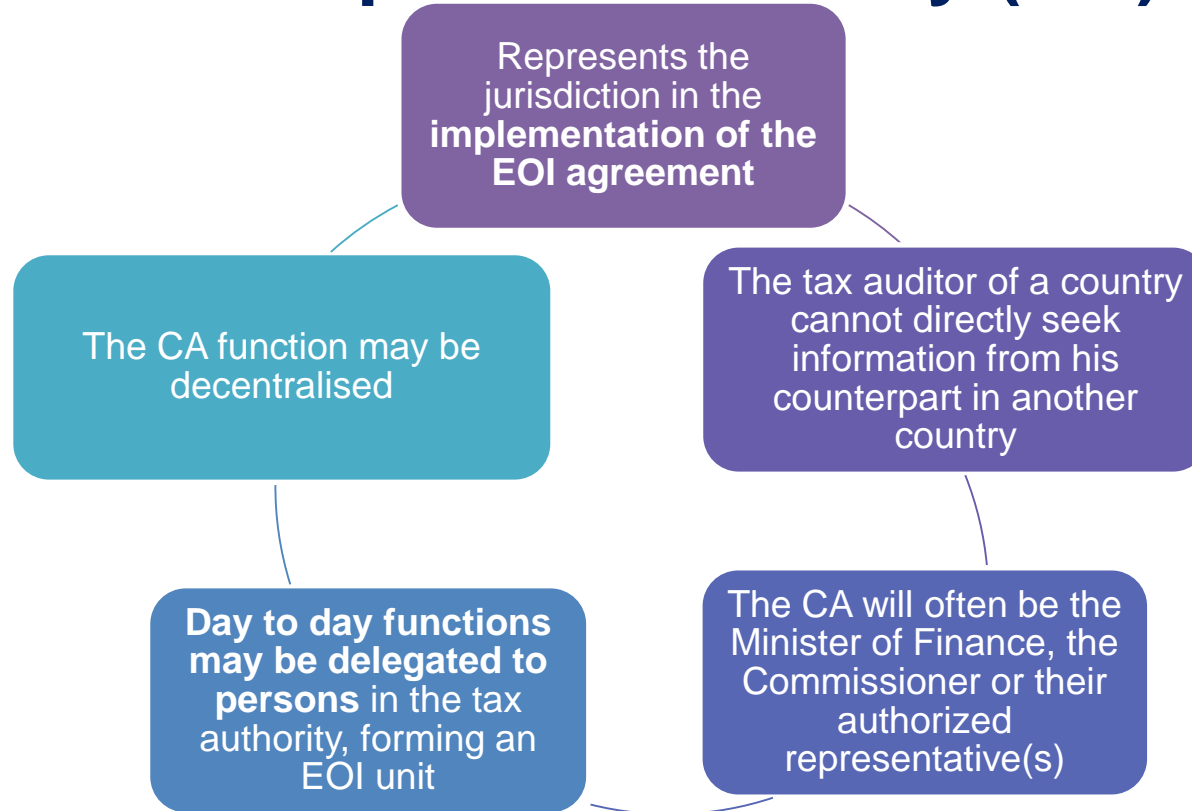 Represents the
jurisdiction in the
implementation of the
EOI agreement
The tax auditor of a country
cannot directly seek
information from his
counterpart in another
country
The CA will often be the
Minister of Finance, the
Commissioner or their
authorized
representative(s)
Day to day functions
may be delegated to
persons in the tax
authority, forming an
EOI unit
The CA function may be
decentralised